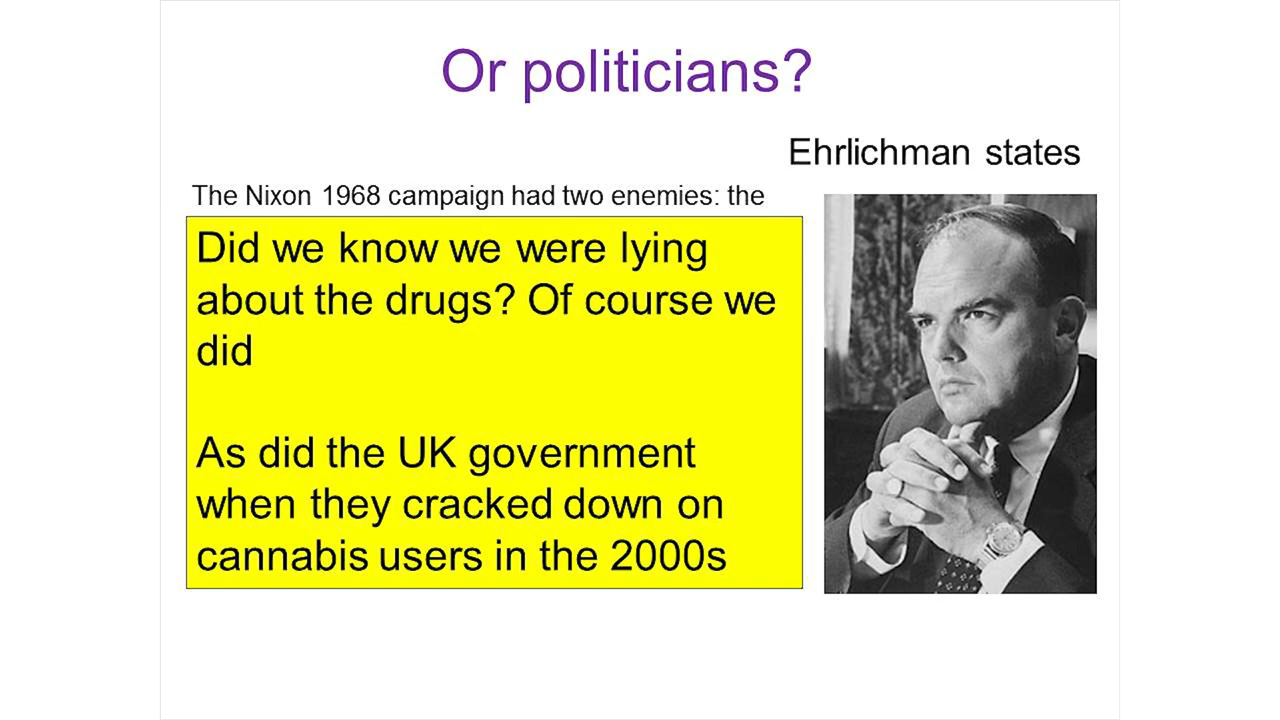 Or politicians?
Ehrlichman states
The Nixon 1968 campaign had two enemies: the
Did we know we were lying
about the drugs? Of course we
did
As did the UK government
when they cracked down on
cannabis users in the 2000s